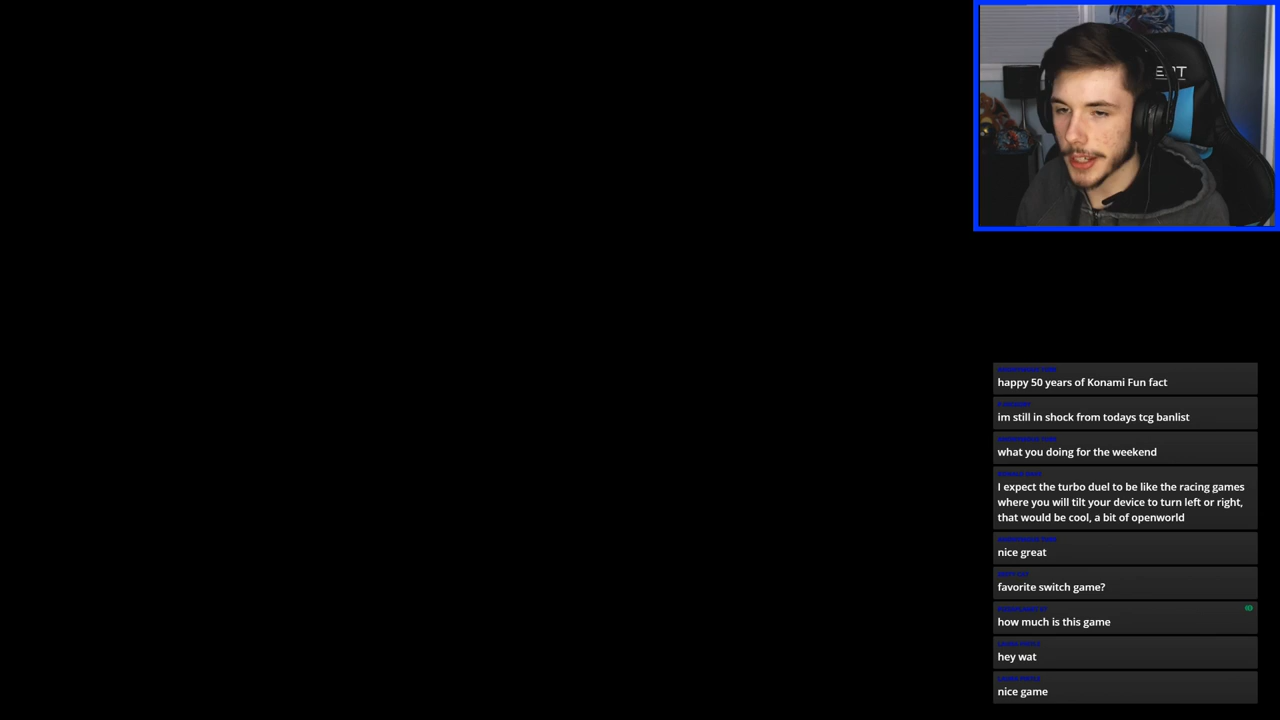 happy 50 years of Konami Fun fact
im still in shock from todays tcg banlist
what you doing for the weekend
I expect the turbo duel to be like the racing games
where you will tilt your device to turn left or right,
that would be cool, a bit of openworld
nice great
favorite switch game?
how much is this game
hey wat
nice game